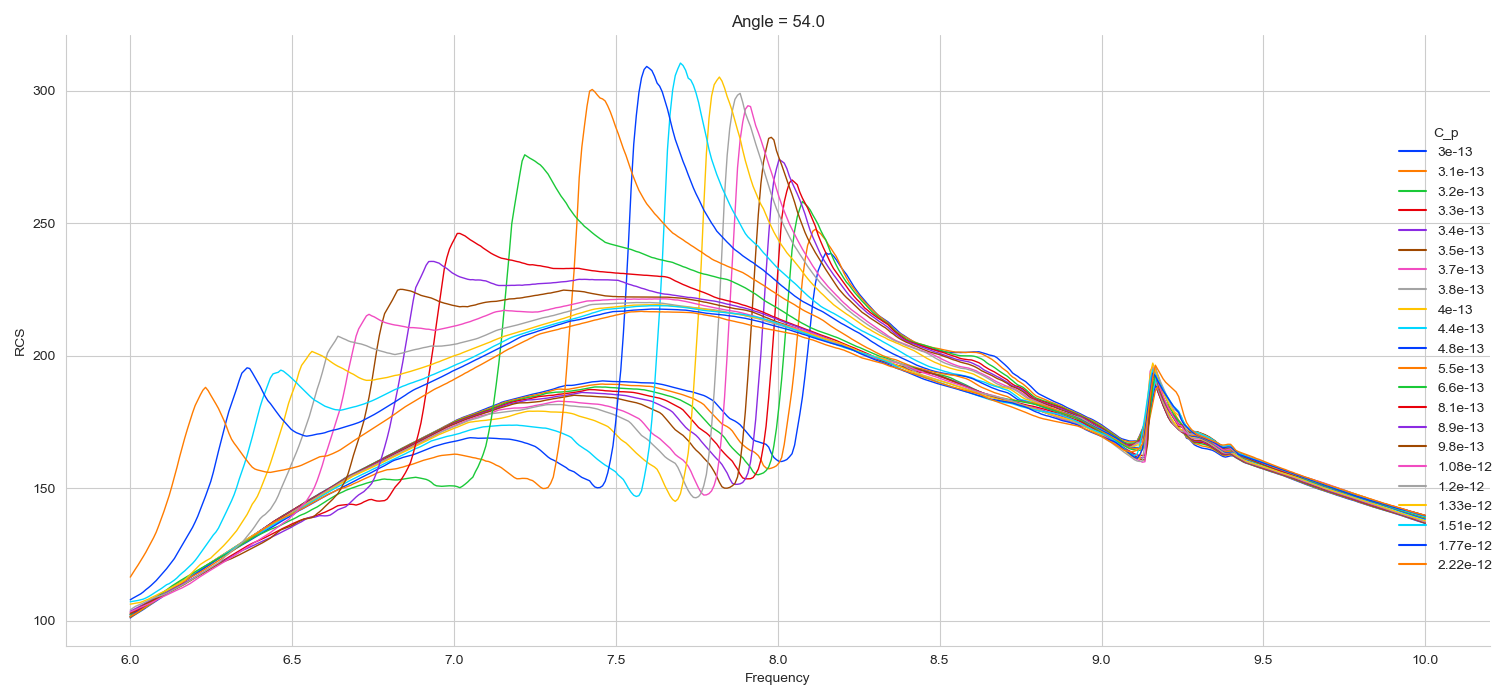 Angle = 54.0
RCS
300
250
200
150
100
6.0 6.5 7.0 7.5 8.0 8.5 9.0 9.5 10.0
Frequency
C_p
3e-13
3.1e-13
3.2e-13
3.3e-13
3.4e-13
3.5e-13
3.7e-13
3.8e-13
4e-13
4.4e-13
4.8e-13
5.5e-13
6.6e-13
8.1e-13
8.9e-13
9.8e-13
1.08e-12
1.2e-12
1.33e-12
1.51e-12
1.77e-12
2.22e-12